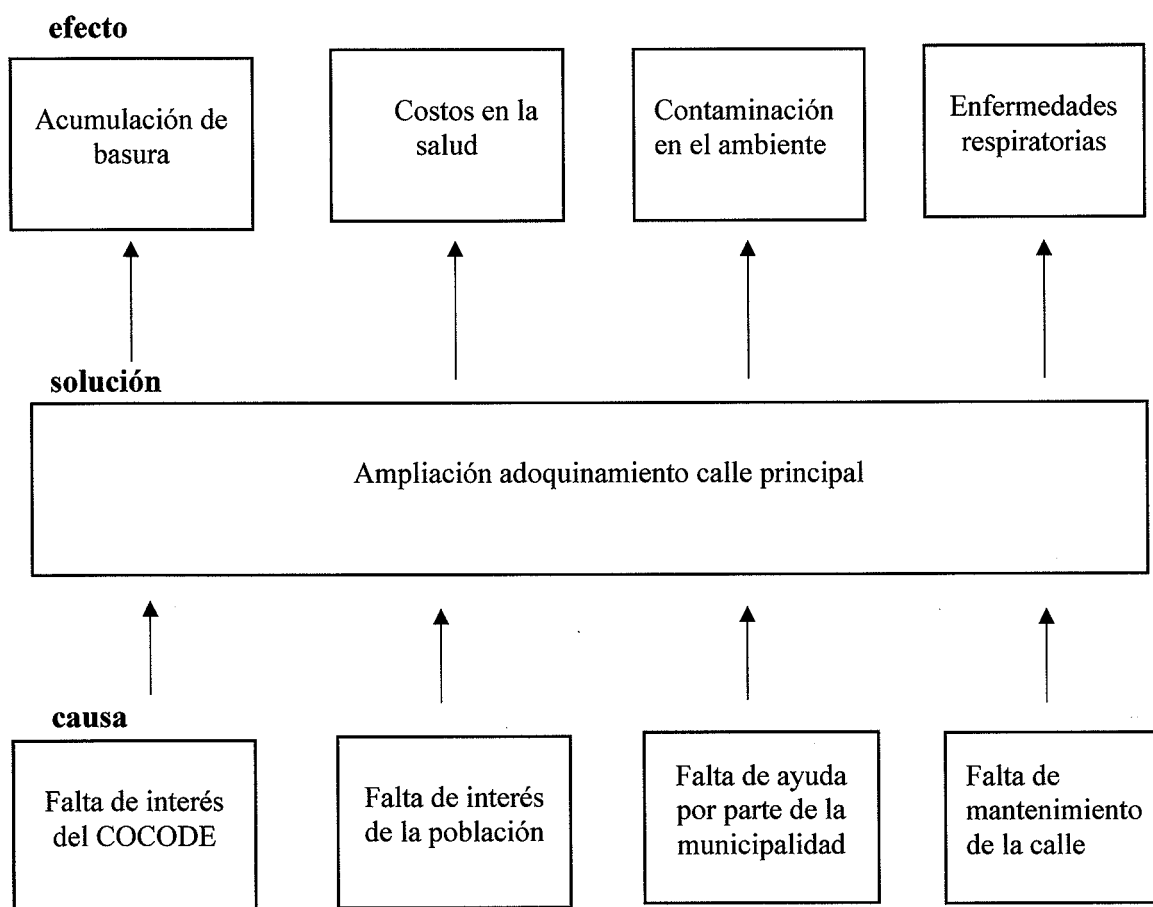 efecto
Acumulación de
basura
Costos en la
salud
Contaminación
en el ambiente
Enfermedades
respiratorias
solución
Ampliación adoquinamiento calle principal
causa
Falta de interés
del COCODE
Falta de interés
de la población
Falta de ayuda
por parte de la
municipalidad
Falta de
mantenimiento
de la calle